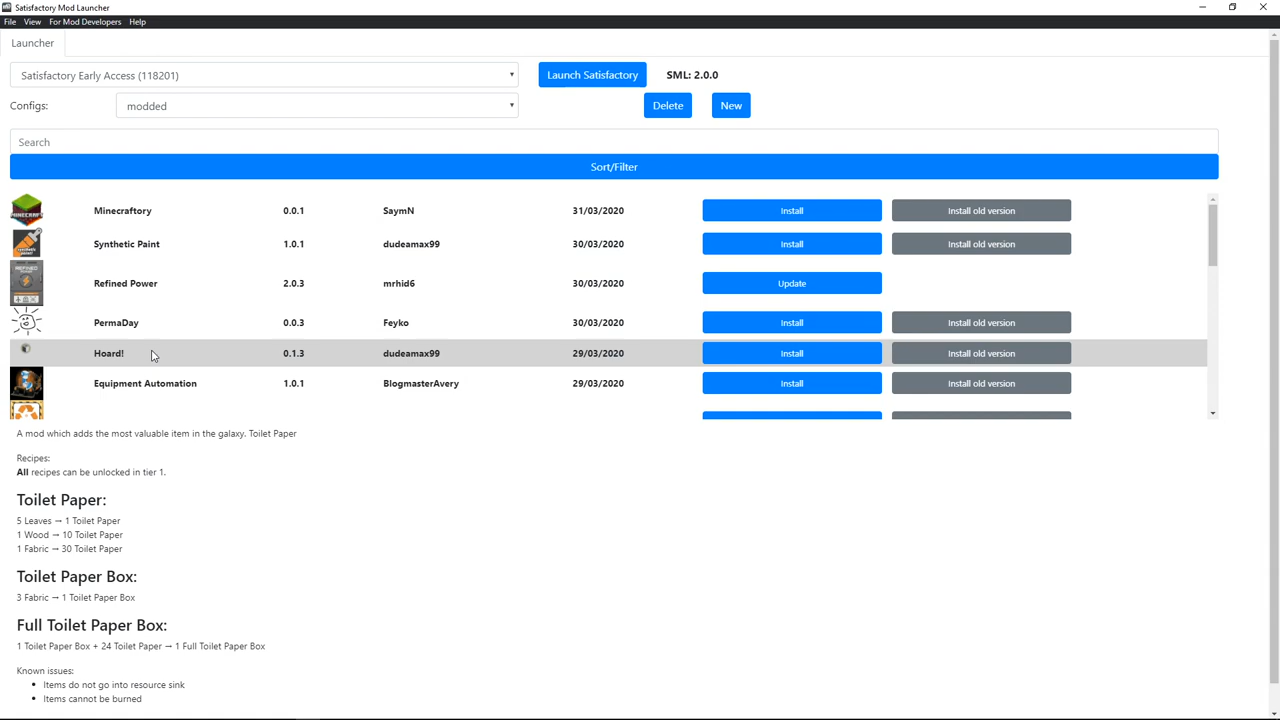 Satisfactory Mod Launcher
File View For Mod Developers Help
Launcher
Satisfactory Early Access (118201) Launch Satisfactory SML: 2.0.0
Configs: modded Delete New
Search
Sort/Filter
Minecraftory 0.0.1 SaymN 31/03/2020 Install Install old version
Synthetic Paint 1.0.1 dudeamax99 30/03/2020 Install Install old version
Refined Power 2.0.3 mrhid6 30/03/2020 Update
PermaDay 0.0.3 Feyko 30/03/2020 Install Install old version
Hoard! 0.1.3 dudeamax99 29/03/2020 Install Install old version
Equipment Automation 1.0.1 BlogmasterAvery 29/03/2020 Install Install old version
A mod which adds the most valuable item in the galaxy. Toilet Paper
Recipes:
All recipes can be unlocked in tier 1.
Toilet Paper:
5 Leaves → 1 Toilet Paper
1 Wood → 10 Toilet Paper
1 Fabric → 30 Toilet Paper
Toilet Paper Box:
3 Fabric → 1 Toilet Paper Box
Full Toilet Paper Box:
1 Toilet Paper Box + 24 Toilet Paper → 1 Full Toilet Paper Box
Known issues:
• Items do not go into resource sink
• Items cannot be burned